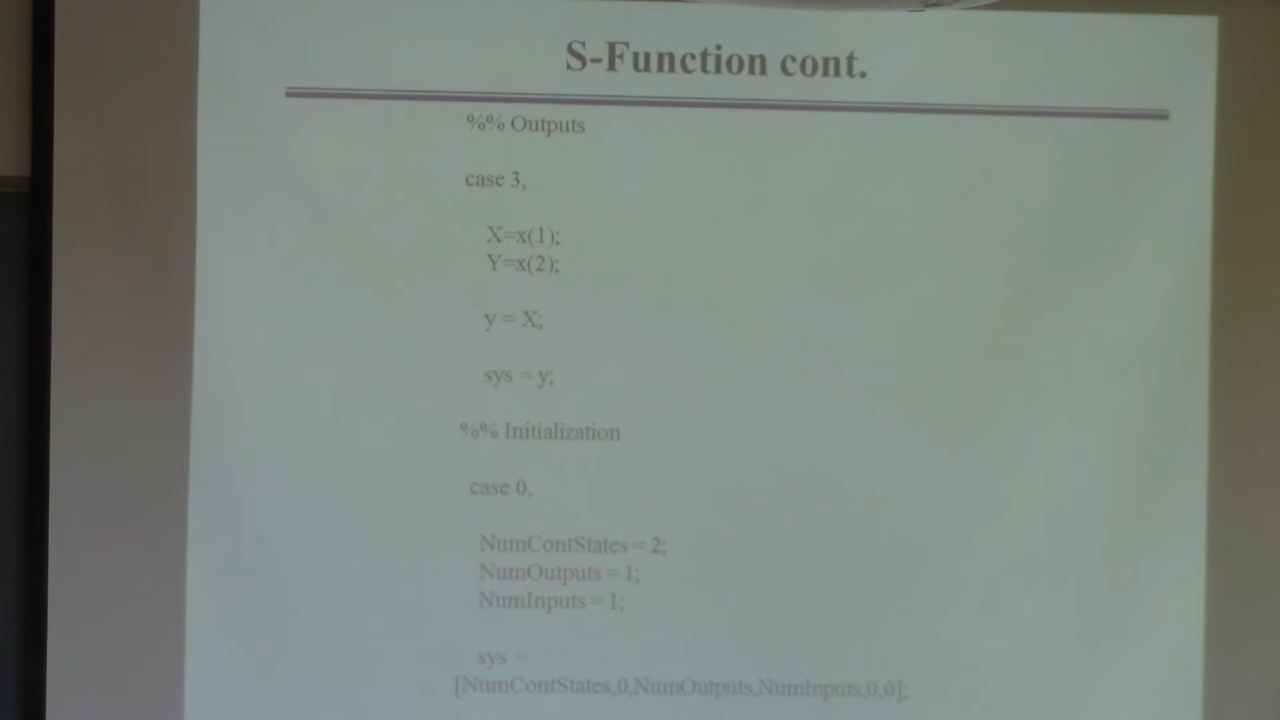 S-Function cont.
%% Outputs
case 3,
X=x(1);
Y=x(2);
y = X;
sys = y;
%% Initialization
case 0,
NumContStates = 2;
NumOutputs = 1;
NumInputs = 1;
sys =
[NumContStates,0,NumOutputs,NumInputs,0,0];